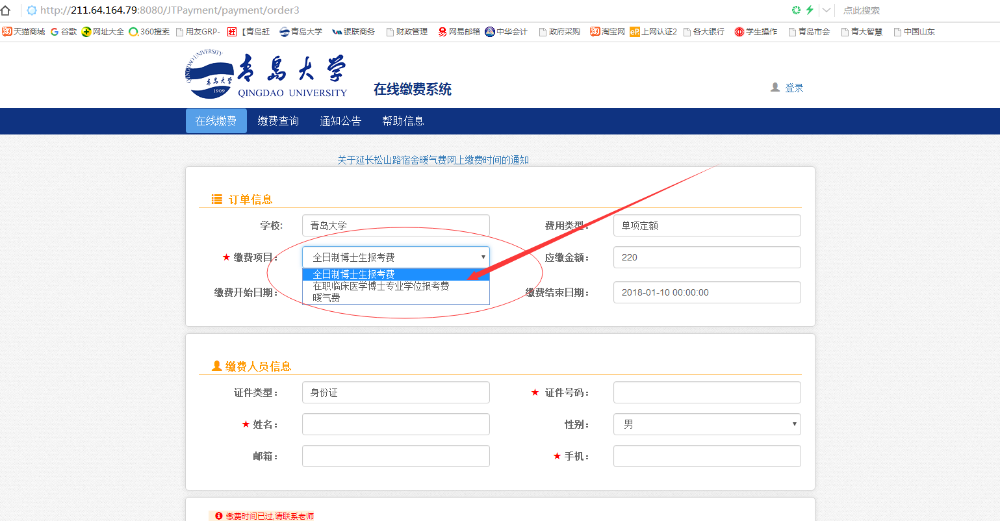 http://211.64.164.79:8080/JTPayment/payment/order3 点此搜索
天猫商城 谷歌 网址大全 360搜索 用友GRP- 【青岛赶 青岛大学 银联商务 财政管理 网易邮箱 中华会计 政府采购 淘宝网 上网认证2 各大银行 学生操作 青岛市会 青大智慧 中国山东
QINGDAO UNIVERSITY 青岛大学 1909
青岛大学
QINGDAO UNIVERSITY
在线缴费系统
登录
在线缴费 缴费查询 通知公告 帮助信息
关于延长松山路宿舍暖气费网上缴费时间的通知
订单信息
学校: 青岛大学 费用类型: 单项定额
★ 缴费项目: 全日制博士生报考费 应缴金额: 220
全日制博士生报考费
在职临床医学博士专业学位报考费
暖气费
缴费开始日期: 缴费结束日期: 2018-01-10 00:00:00
缴费人员信息
证件类型: 身份证 ★ 证件号码:
★ 姓名: 性别: 男
邮箱: ★ 手机:
缴费时间已过,请联系老师